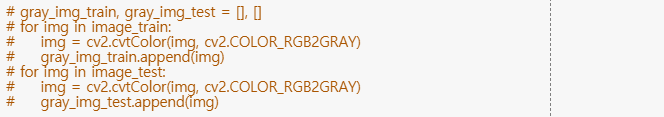 # gray_img_train, gray_img_test = [], []
# for img in image_train:
#     img = cv2.cvtColor(img, cv2.COLOR_RGB2GRAY)
#     gray_img_train.append(img)
# for img in image_test:
#     img = cv2.cvtColor(img, cv2.COLOR_RGB2GRAY)
#     gray_img_test.append(img)